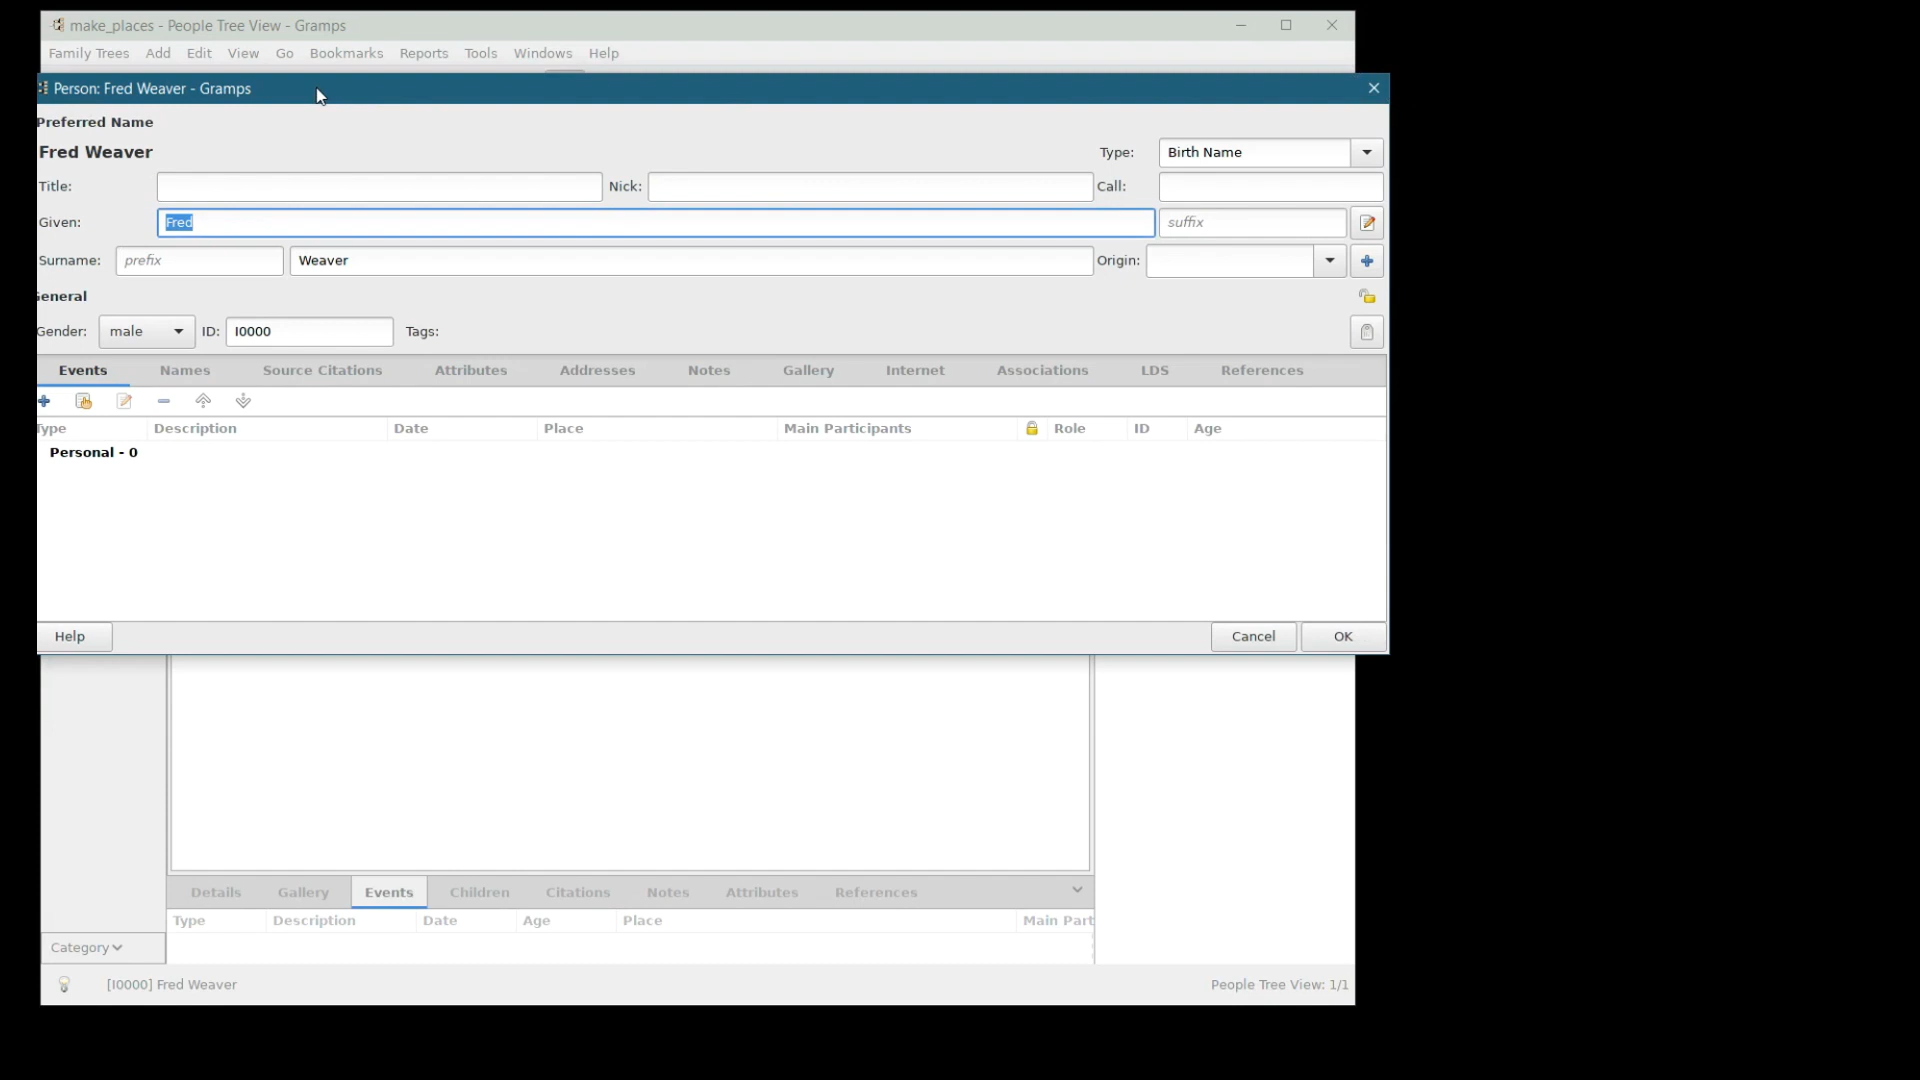 make_places - People Tree View - Gramps
Family Trees Add Edit View Go Bookmarks Reports Tools Windows Help
Person: Fred Weaver - Gramps
Preferred Name
Fred Weaver Type: Birth Name
Title: Nick: Call:
Given: Fred suffix
Surname: prefix Weaver Origin:
General
Gender: male ID: I0000 Tags:
Events Names Source Citations Attributes Addresses Notes Gallery Internet Associations LDS References
Type Description Date Place Main Participants Role ID Age
Personal - 0
Help Cancel OK
Details Gallery Events Children Citations Notes Attributes References
Type Description Date Age Place Main Part
Category
[I0000] Fred Weaver People Tree View: 1/1